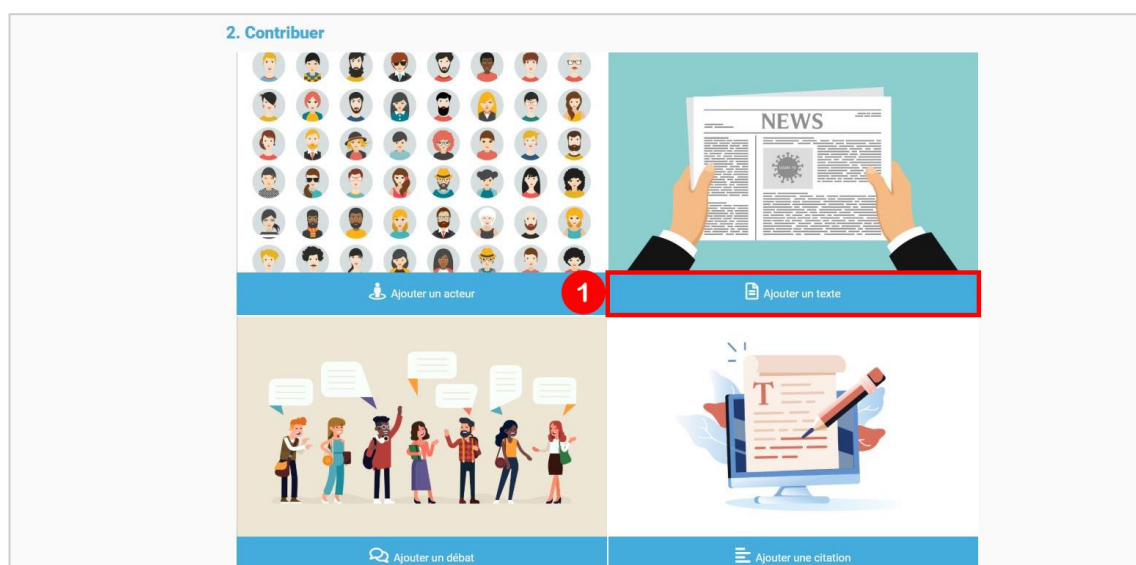 2. Contribuer
NEWS
Ajouter un acteur
1
Ajouter un texte
T
Ajouter un débat
Ajouter une citation